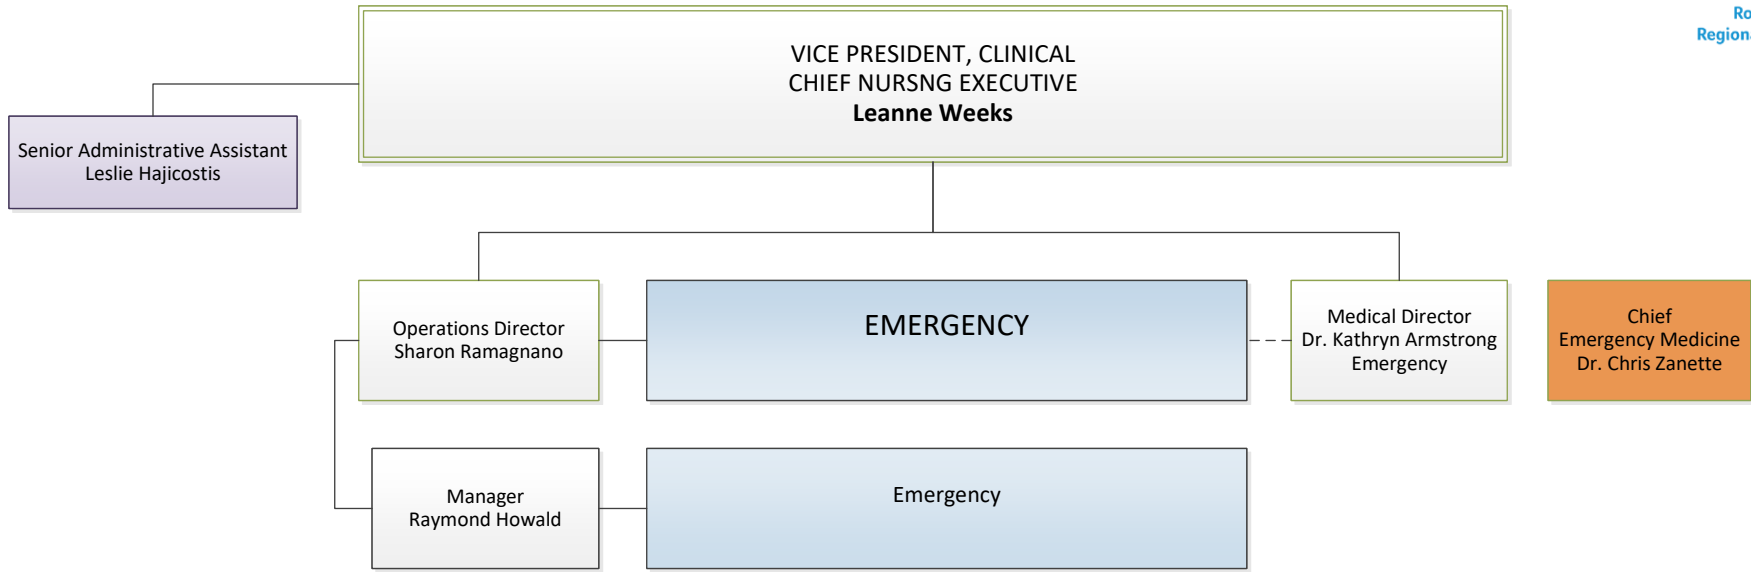 Regiona
VICE PRESIDENT, CLINICAL
CHIEF NURSNG EXECUTIVE
Leanne Weeks
Senior Administrative Assistant
Leslie Hajicostis
Operations Director
Sharon Ramagnano
EMERGENCY
Medical Director
Dr. Kathryn Armstrong
Emergency
Chief
Emergency Medicine
Dr. Chris Zanette
Manager
Raymond Howald
Emergency